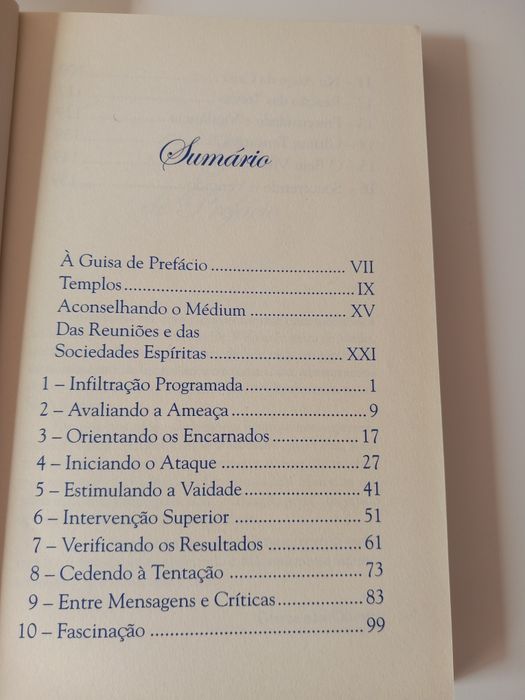 Sumário
À Guisa de Prefácio ................................ VII
Templos ....................................................... IX
Aconselhando o Médium ....................... XV
Das Reuniões e das
Sociedades Espíritas ................................ XXI
1 – Infiltração Programada ............................. 1
2 – Avaliando a Ameaça ................................ 9
3 – Orientando os Encarnados .................... 17
4 – Iniciando o Ataque ................................ 27
5 – Estimulando a Vaidade .......................... 41
6 – Intervenção Superior ............................. 51
7 – Verificando os Resultados ..................... 61
8 – Cedendo à Tentação .............................. 73
9 – Entre Mensagens e Críticas .................... 83
10 – Fascinação ............................................. 99